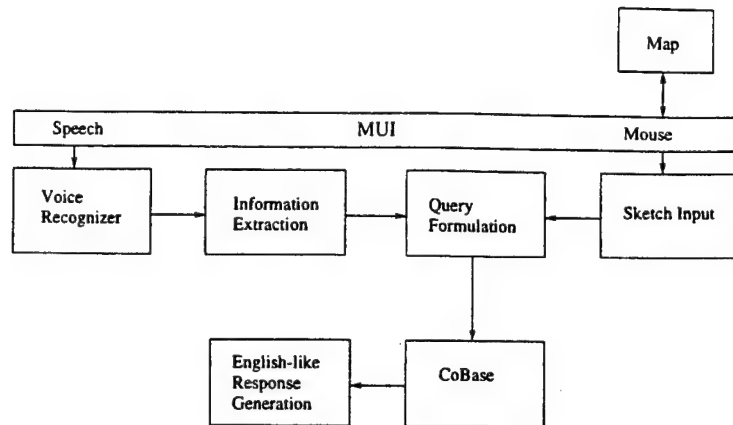 Map
Speech MUI Mouse
Voice
Recognizer
Information
Extraction
Query
Formulation
Sketch Input
English-like
Response
Generation
CoBase